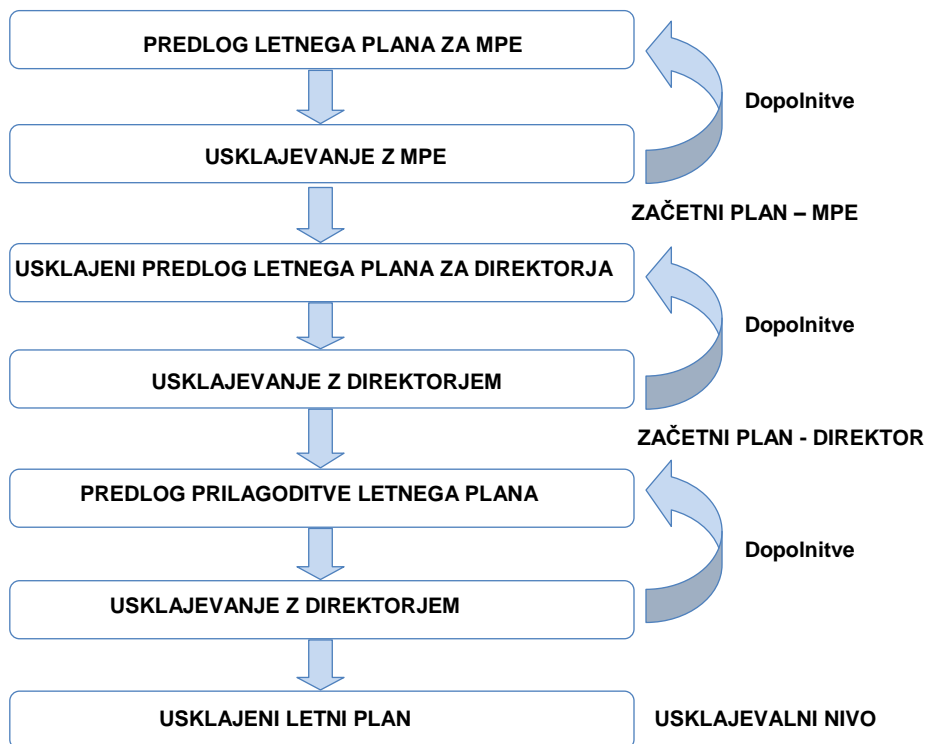 PREDLOG LETNEGA PLANA ZA MPE
Dopolnitve
USKLAJEVANJE Z MPE
ZAČETNI PLAN – MPE
USKLAJENI PREDLOG LETNEGA PLANA ZA DIREKTORJA
Dopolnitve
USKLAJEVANJE Z DIREKTORJEM
ZAČETNI PLAN - DIREKTOR
PREDLOG PRILAGODITVE LETNEGA PLANA
Dopolnitve
USKLAJEVANJE Z DIREKTORJEM
USKLAJENI LETNI PLAN
USKLAJEVALNI NIVO